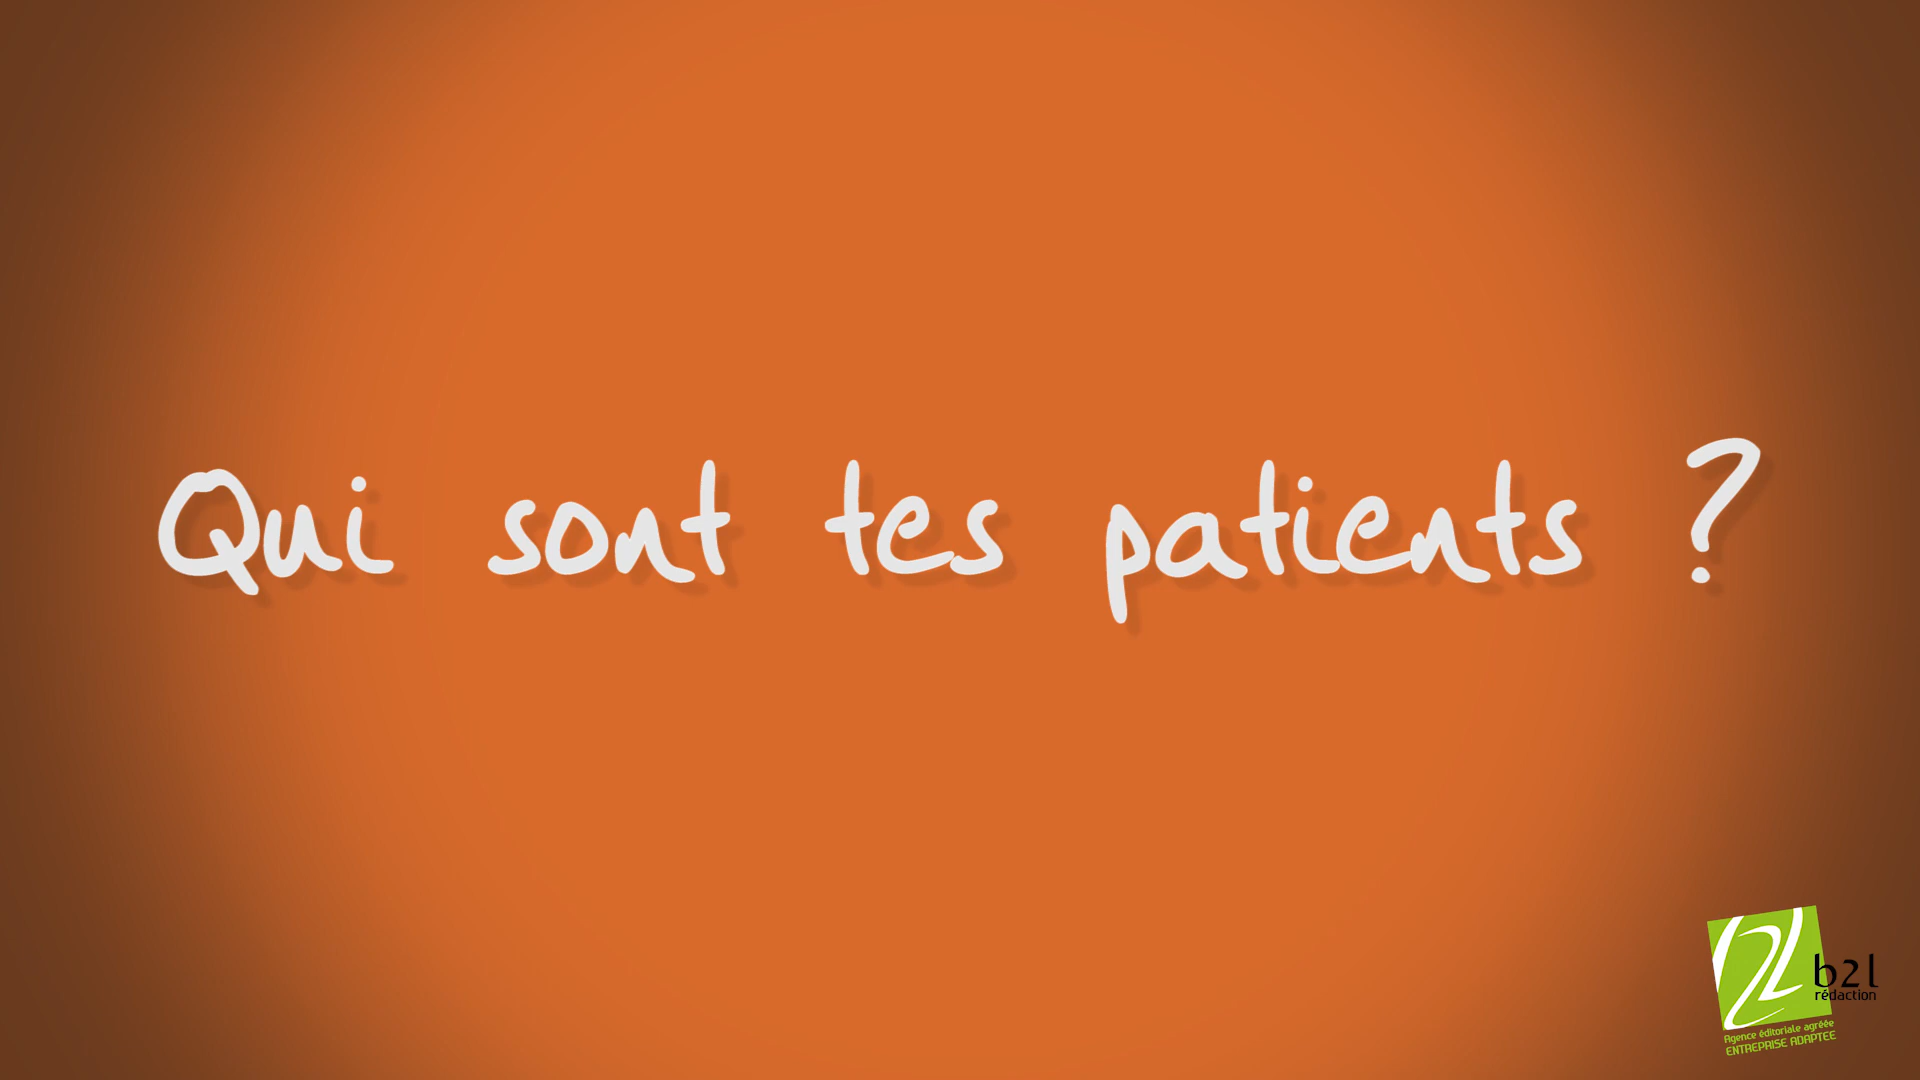 Qui sont tes patients ?
b2l
rédaction
Agence éditoriale agréée
ENTREPRISE ADAPTEE